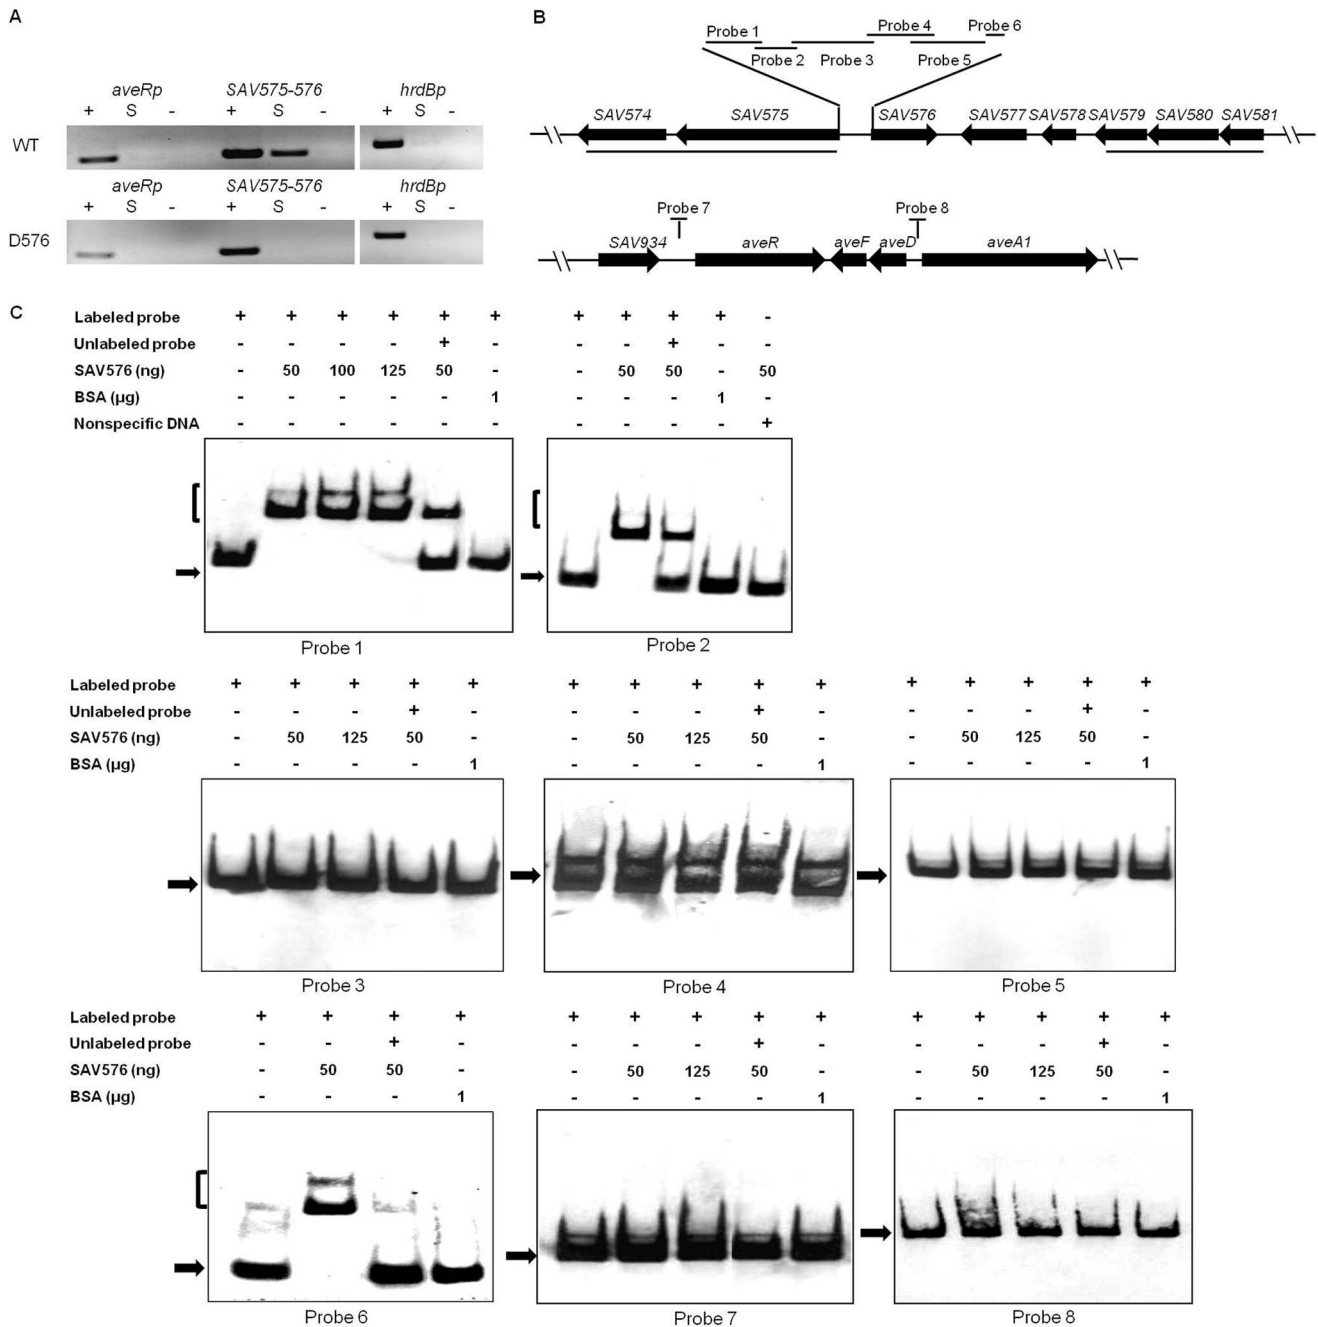 A
aveRp SAV575-576 hrdBp
+ S - + S - + S -
WT
aveRp SAV575-576 hrdBp
+ S - + S - + S -
D576
B
Probe 1 Probe 4 Probe 6
Probe 2 Probe 3 Probe 5
SAV574 SAV575 SAV576 SAV577 SAV578 SAV579 SAV580 SAV581
Probe 7 Probe 8
SAV934 aveR aveF aveD aveA1
C
Labeled probe + + + + + + + + + + -
Unlabeled probe - - - - + - - - + - -
SAV576 (ng) - 50 100 125 50 - - 50 50 - 50
BSA (µg) - - - - - 1 - - - 1 -
Nonspecific DNA - - - - - - - - - - +
Probe 1 Probe 2
Labeled probe + + + + + + + + + + + + + + +
Unlabeled probe - - - + - - - - + - - - - + -
SAV576 (ng) - 50 125 50 - - 50 125 50 - - 50 125 50 -
BSA (µg) - - - - 1 - - - - 1 - - - - 1
Probe 3 Probe 4 Probe 5
Labeled probe + + + + + + + + + + + + + +
Unlabeled probe - - + - - - - + - - - - + -
SAV576 (ng) - 50 50 - - 50 125 50 - - 50 125 50 -
BSA (µg) - - - 1 - - - - 1 - - - - 1
Probe 6 Probe 7 Probe 8